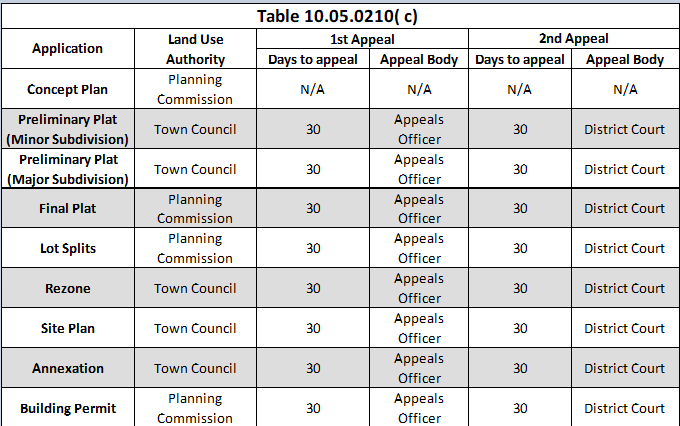 Table 10.05.0210( c)
Application
Land Use
Authority
1st Appeal
2nd Appeal
Days to appeal
Appeal Body
Days to appeal
Appeal Body
Concept Plan
Planning
Commission
N/A
N/A
N/A
N/A
Preliminary Plat
(Minor Subdivision)
Town Council
30
Appeals
Officer
30
District Court
Preliminary Plat
(Major Subdivision)
Town Council
30
Appeals
Officer
30
District Court
Final Plat
Planning
Commission
30
Appeals
Officer
30
District Court
Lot Splits
Planning
Commission
30
Appeals
Officer
30
District Court
Rezone
Town Council
30
Appeals
Officer
30
District Court
Site Plan
Town Council
30
Appeals
Officer
30
District Court
Annexation
Town Council
30
Appeals
Officer
30
District Court
Building Permit
Planning
Commission
30
Appeals
Officer
30
District Court